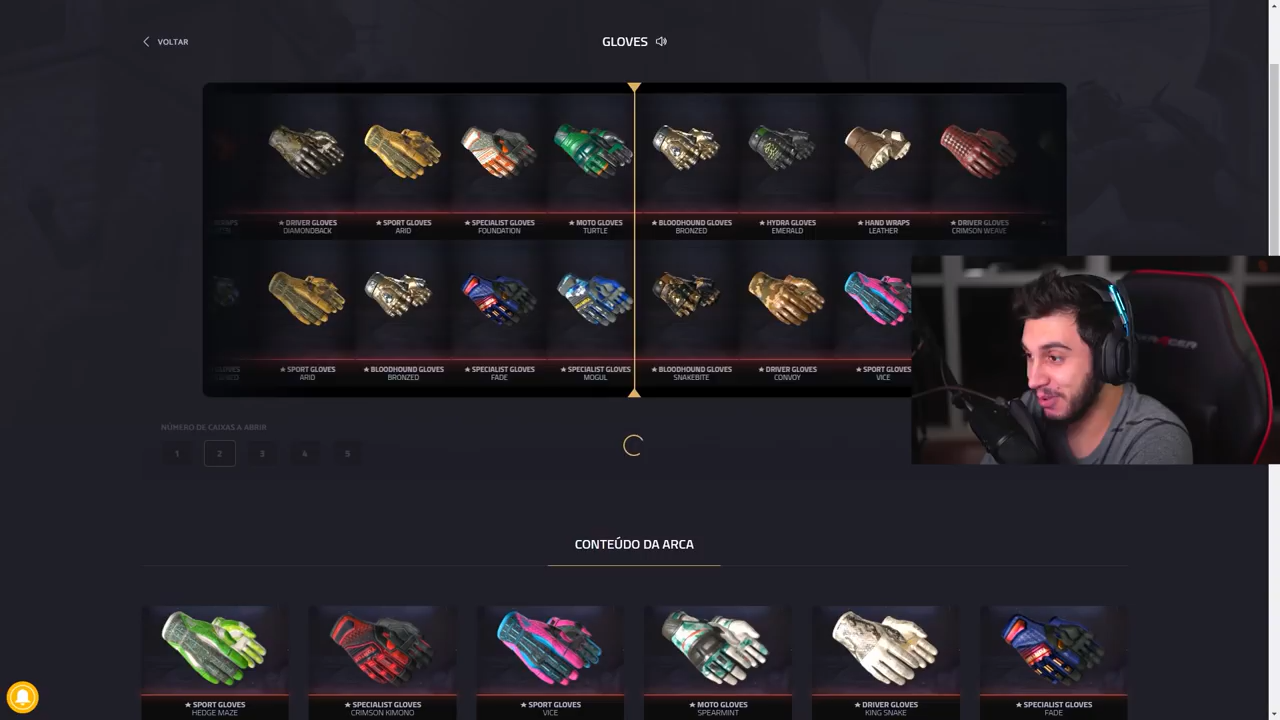 VOLTAR
GLOVES
★ DRIVER GLOVES
DIAMONDBACK
★ SPORT GLOVES
ARID
★ SPECIALIST GLOVES
FOUNDATION
★ MOTO GLOVES
TURTLE
★ BLOODHOUND GLOVES
BRONZED
★ HYDRA GLOVES
EMERALD
★ HAND WRAPS
LEATHER
★ DRIVER GLOVES
CRIMSON WEAVE
★ SPORT GLOVES
ARID
★ BLOODHOUND GLOVES
BRONZED
★ SPECIALIST GLOVES
FADE
★ SPECIALIST GLOVES
MOGUL
★ BLOODHOUND GLOVES
SNAKEBITE
★ DRIVER GLOVES
CONVOY
★ SPORT GLOVES
VICE
NÚMERO DE CAIXAS A ABRIR
1 2 3 4 5
CONTEÚDO DA ARCA
★ SPORT GLOVES
HEDGE MAZE
★ SPECIALIST GLOVES
CRIMSON KIMONO
★ SPORT GLOVES
VICE
★ MOTO GLOVES
SPEARMINT
★ DRIVER GLOVES
KING SNAKE
★ SPECIALIST GLOVES
FADE